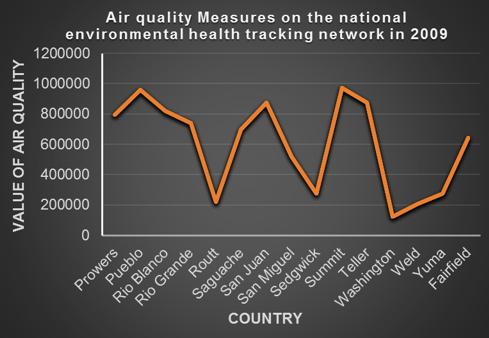 Air quality Measures on the national
environmental health tracking network in 2009
VALUE OF AIR QUALITY
1200000
1000000
800000
600000
400000
200000
0
Prowers
Pueblo
Rio Blanco
Rio Grande
Routt
Saguache
San Juan
San Miguel
Sedgwick
Summit
Teller
Washington
Weld
Yuma
Fairfield
COUNTRY